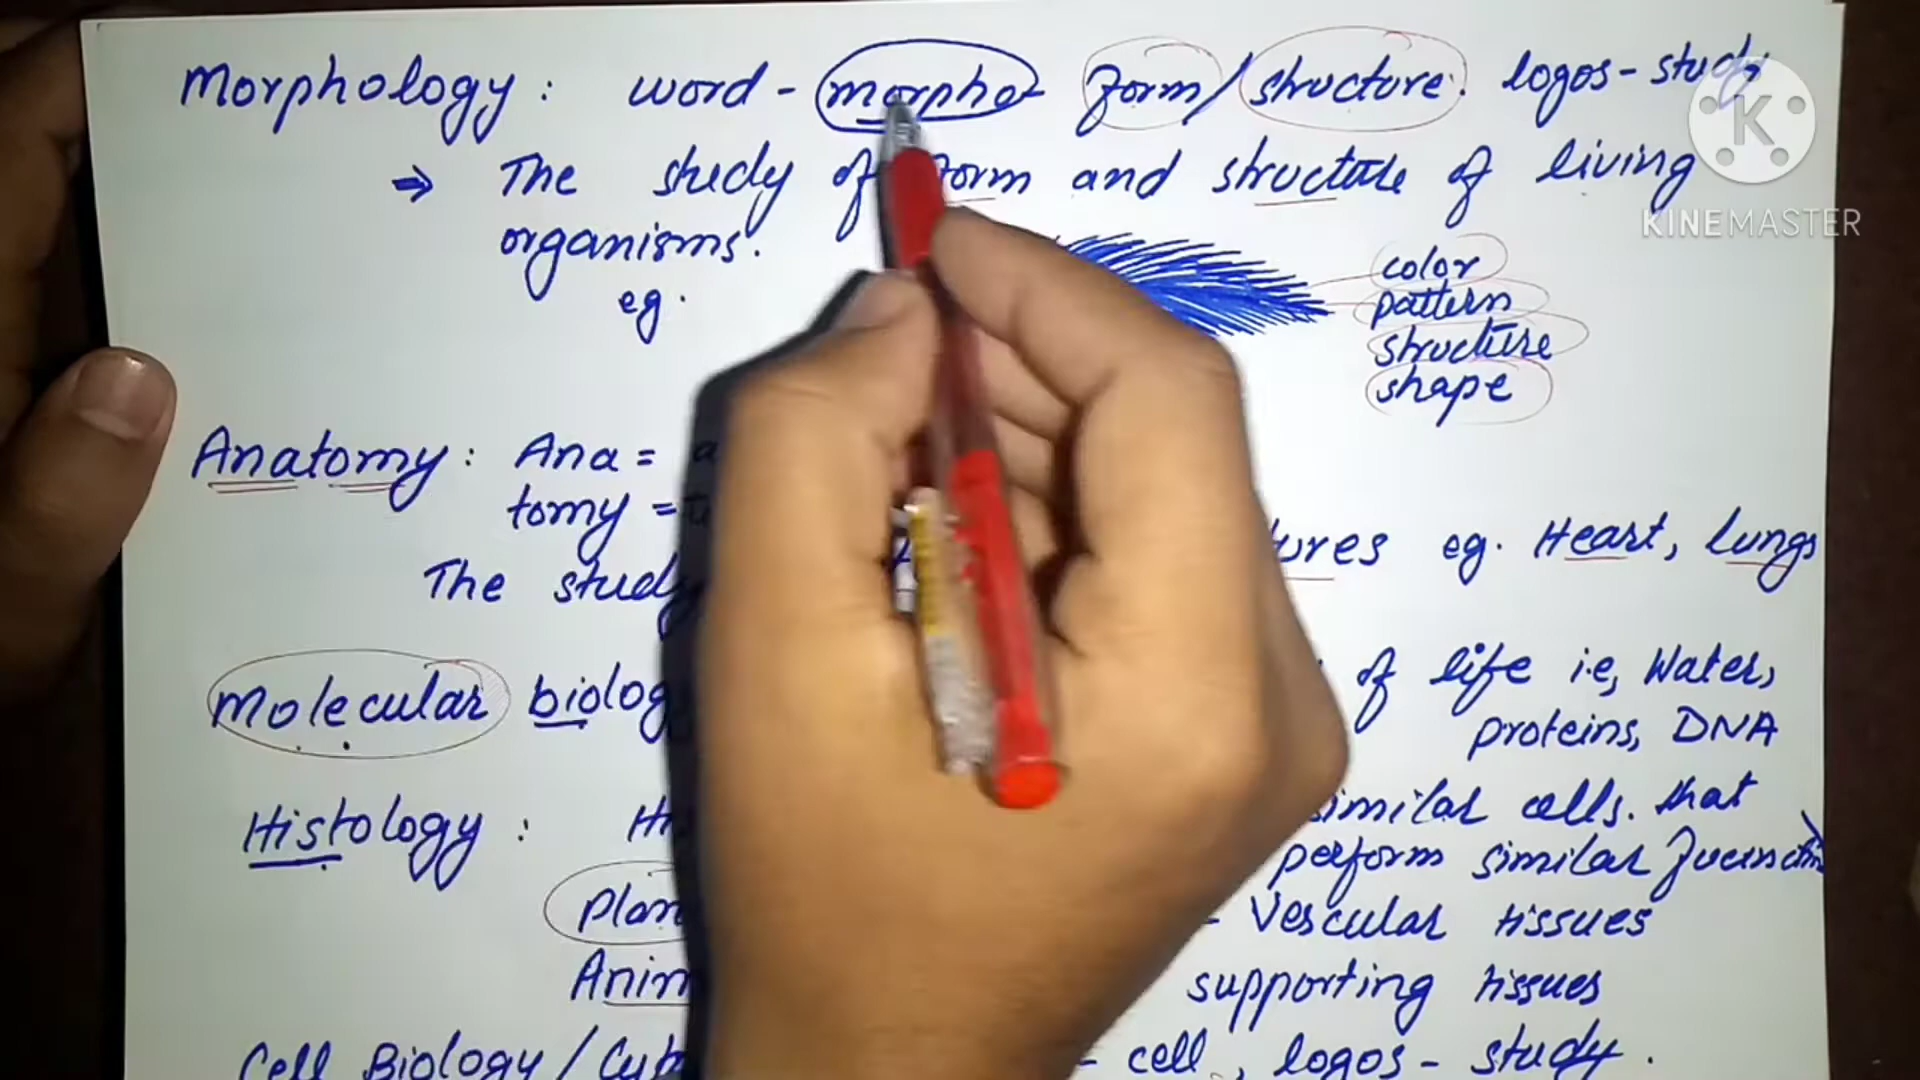 Morphology : word - morpho- form / structure. logos - study
K
⇒ The study of form and structure of living
KINEMASTER
organisms.
eg.
color
pattern
structure
shape
Anatomy : Ana =
tomy =
The study ures eg. Heart, lungs
Molecular biolog of life i.e, Water,
proteins, DNA
Histology : similar cells. that
perform similar
Plan - Vescular tissues
Anim supporting tissues
Cell Biology / - cell, logos - study.